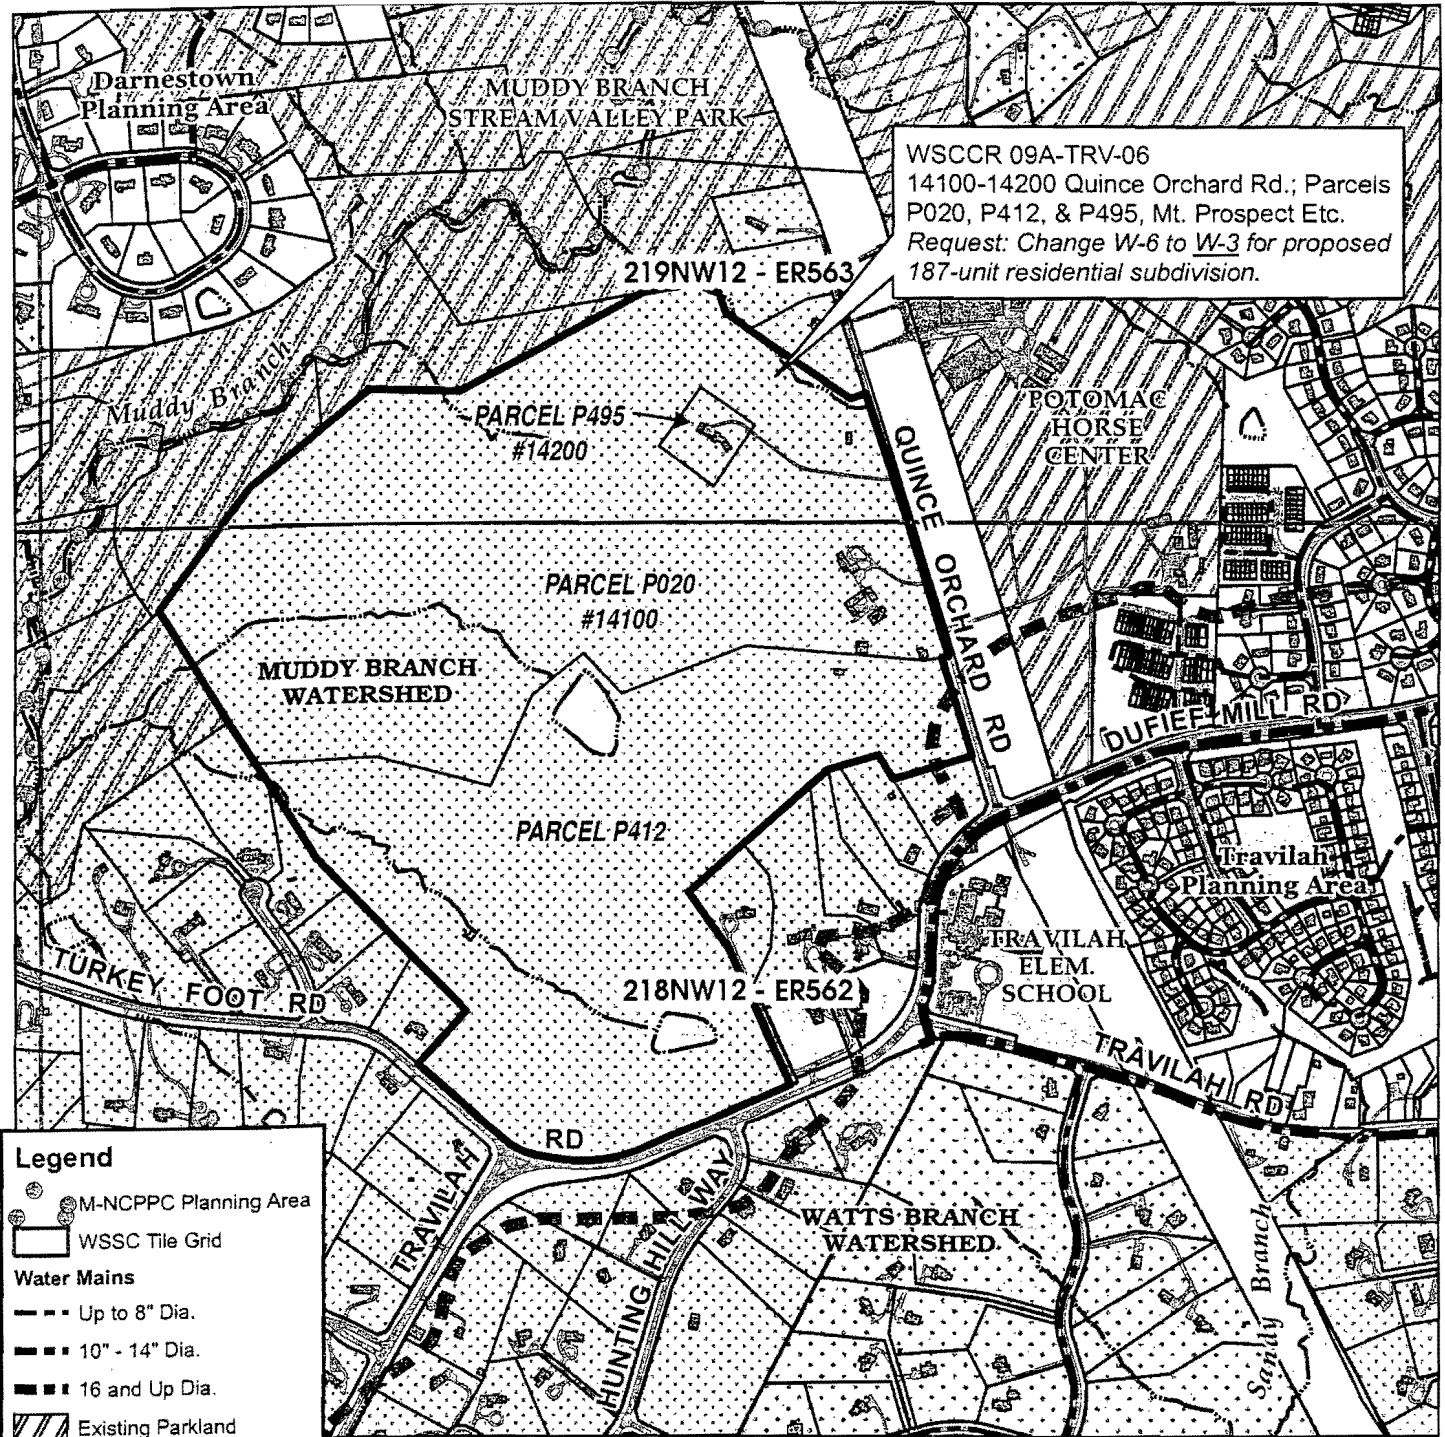 Darnestown
Planning Area
MUDDY BRANCH
STREAM VALLEY PARK
WSCCR 09A-TRV-06
14100-14200 Quince Orchard Rd.; Parcels
P020, P412, & P495, Mt. Prospect Etc.
Request: Change W-6 to W-3 for proposed
187-unit residential subdivision.
219NW12 - ER563
Muddy Branch
PARCEL P495
#14200
POTOMAC
HORSE
CENTER
QUINCE ORCHARD RD
PARCEL P020
#14100
MUDDY BRANCH
WATERSHED
DUFIEF MILL RD
PARCEL P412
Travilah
Planning Area
TRAVILAH
ELEM.
SCHOOL
TURKEY FOOT RD
218NW12 - ER562
TRAVILAH RD
TRAVILAH RD
HUNTING HILL WAY
WATTS BRANCH
WATERSHED
Sandy Branch
Legend
M-NCPPC Planning Area
WSSC Tile Grid
Water Mains
Up to 8" Dia.
10" - 14" Dia.
16 and Up Dia.
Existing Parkland